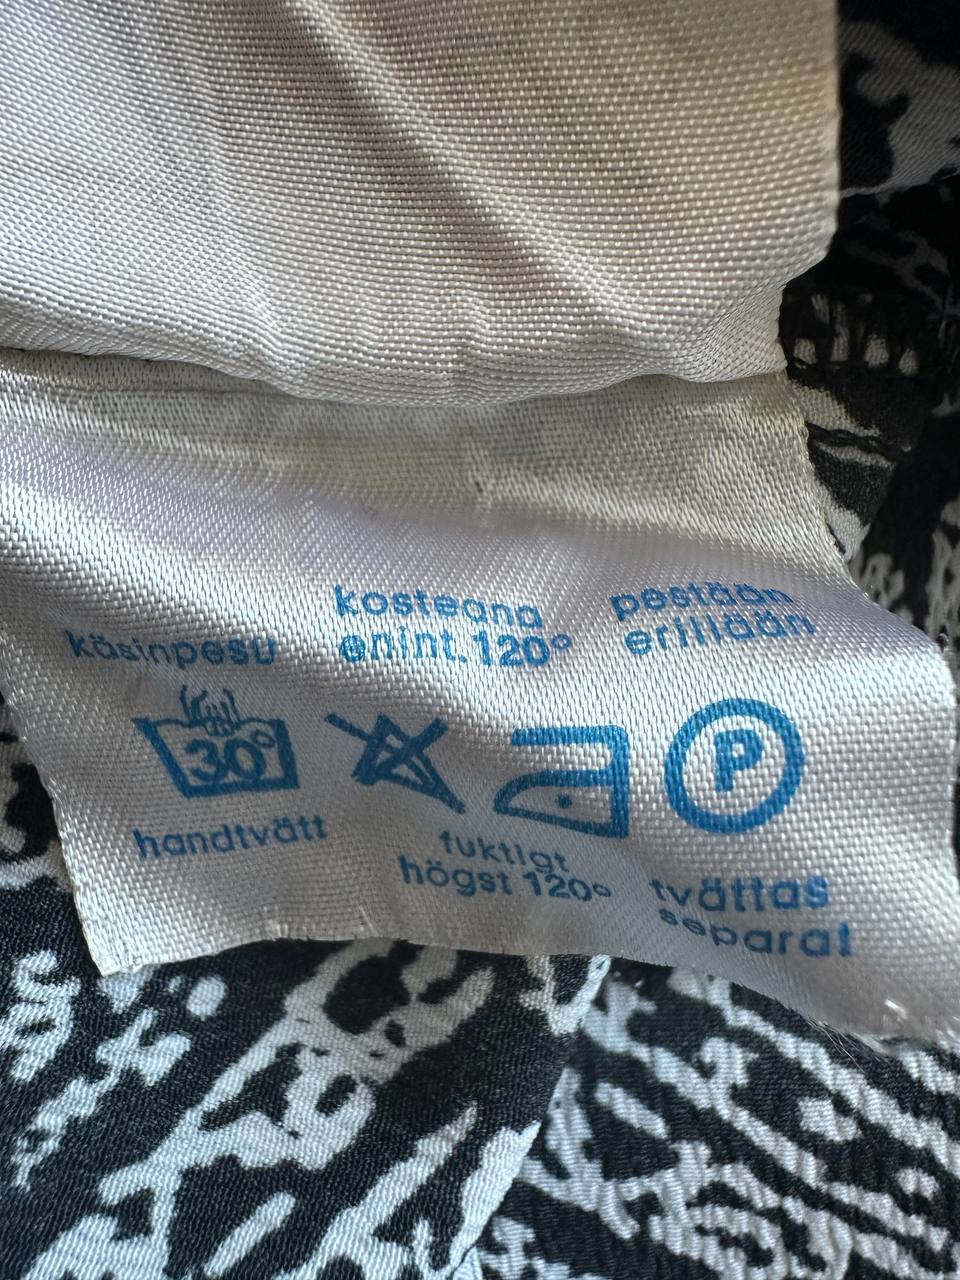 käsinpesu
kosteana
enint. 120°
pestään
erillään
30°
P
handtvätt
fuktigt
högst 120°
tvättas
separat